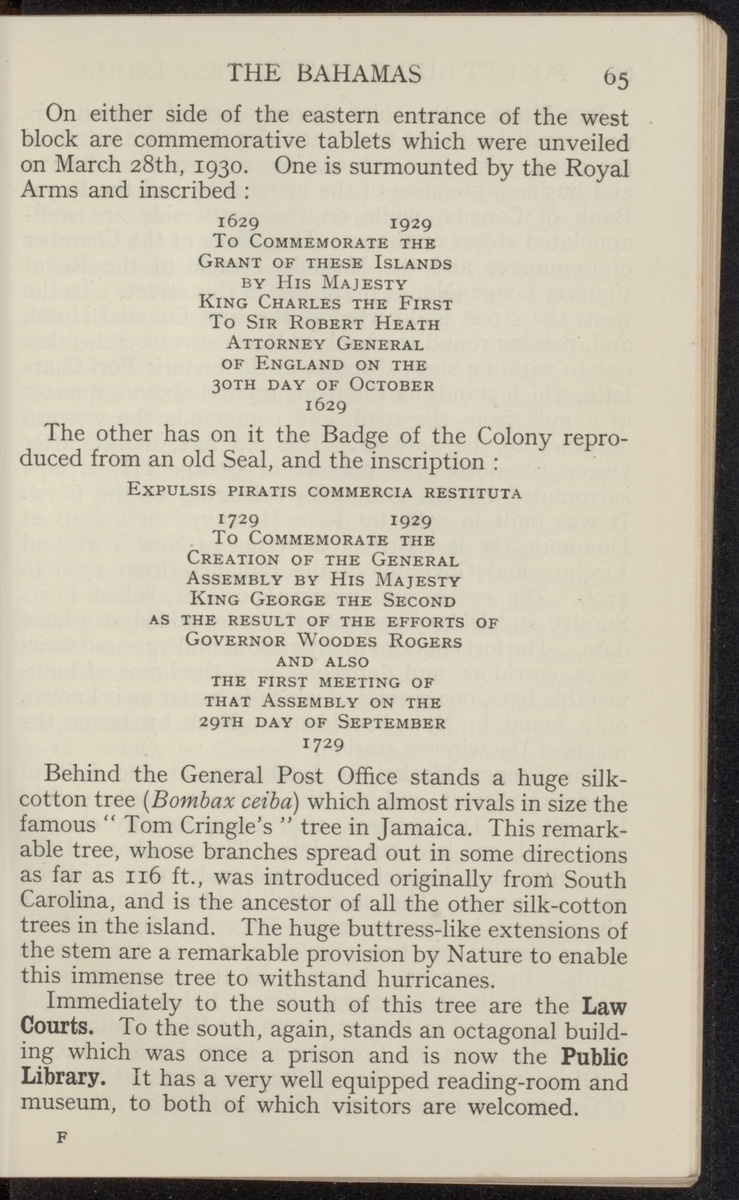 THE BAHAMAS 65
On either side of the eastern entrance of the west
block are commemorative tablets which were unveiled
on March 28th, 1930. One is surmounted by the Royal
Arms and inscribed :
1629 1929
To Commemorate the
Grant of these Islands
by His Majesty
King Charles the First
To Sir Robert Heath
Attorney General
of England on the
30th day of October
1629
The other has on it the Badge of the Colony repro-
duced from an old Seal, and the inscription :
Expulsis piratis commercia restituta
1729 1929
To Commemorate the
Creation of the General
Assembly by His Majesty
King George the Second
as the result of the efforts of
Governor Woodes Rogers
and also
the first meeting of
that Assembly on the
29th day of September
1729
Behind the General Post Office stands a huge silk-
cotton tree (Bombax ceiba) which almost rivals in size the
famous “ Tom Cringle's ” tree in Jamaica. This remark-
able tree, whose branches spread out in some directions
as far as 116 ft., was introduced originally from South
Carolina, and is the ancestor of all the other silk-cotton
trees in the island. The huge buttress-like extensions of
the stem are a remarkable provision by Nature to enable
this immense tree to withstand hurricanes.
Immediately to the south of this tree are the Law
Courts. To the south, again, stands an octagonal build-
ing which was once a prison and is now the Public
Library. It has a very well equipped reading-room and
museum, to both of which visitors are welcomed.
F